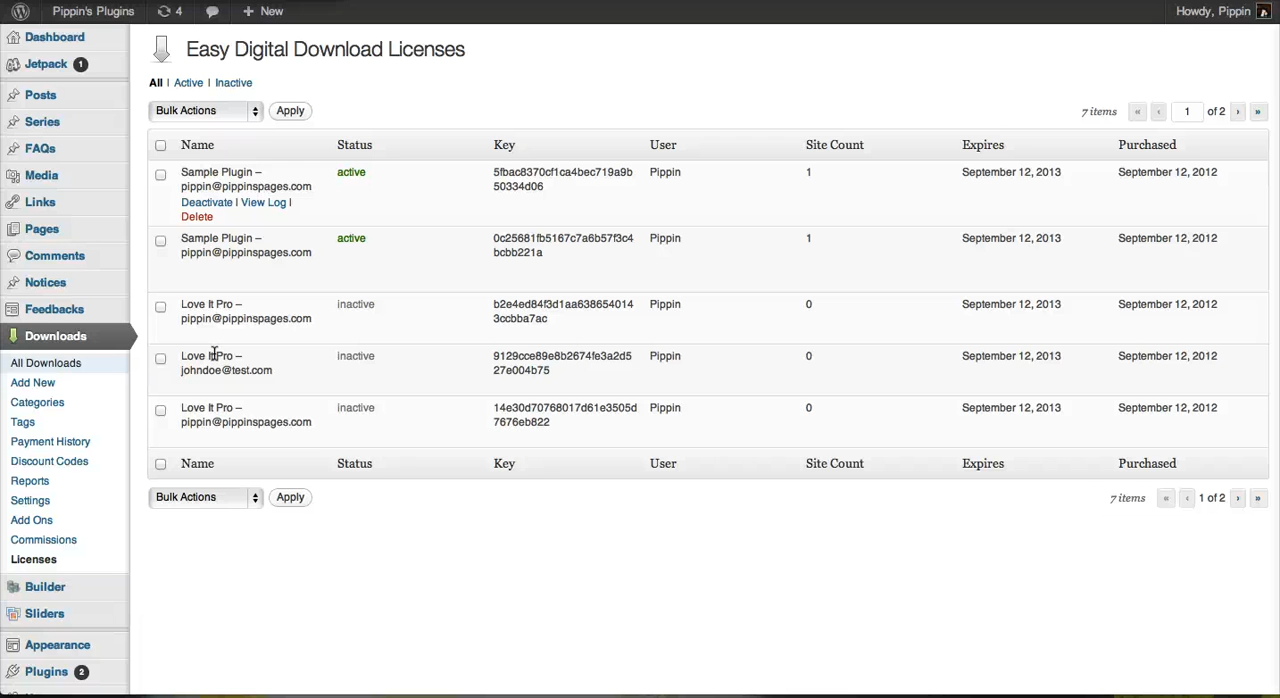 Pippin's Plugins 4 + New Howdy, Pippin
Dashboard
Jetpack 1
Posts
Series
FAQs
Media
Links
Pages
Comments
Notices
Feedbacks
Downloads
All Downloads
Add New
Categories
Tags
Payment History
Discount Codes
Reports
Settings
Add Ons
Commissions
Licenses
Builder
Sliders
Appearance
Plugins 2
Easy Digital Download Licenses
All | Active | Inactive
Bulk Actions Apply 7 items « ‹ 1 of 2 › »
Name Status Key User Site Count Expires Purchased
Sample Plugin – active 5fbac8370cf1ca4bec719a9b Pippin 1 September 12, 2013 September 12, 2012
pippin@pippinspages.com 50334d06
Deactivate | View Log |
Delete
Sample Plugin – active 0c25681fb5167c7a6b57f3c4 Pippin 1 September 12, 2013 September 12, 2012
pippin@pippinspages.com bcbb221a
Love It Pro – inactive b2e4ed84f3d1aa638654014 Pippin 0 September 12, 2013 September 12, 2012
pippin@pippinspages.com 3ccbba7ac
Love It Pro – inactive 9129cce89e8b2674fe3a2d5 Pippin 0 September 12, 2013 September 12, 2012
johndoe@test.com 27e004b75
Love It Pro – inactive 14e30d70768017d61e3505d Pippin 0 September 12, 2013 September 12, 2012
pippin@pippinspages.com 7676eb822
Name Status Key User Site Count Expires Purchased
Bulk Actions Apply 7 items « ‹ 1 of 2 › »